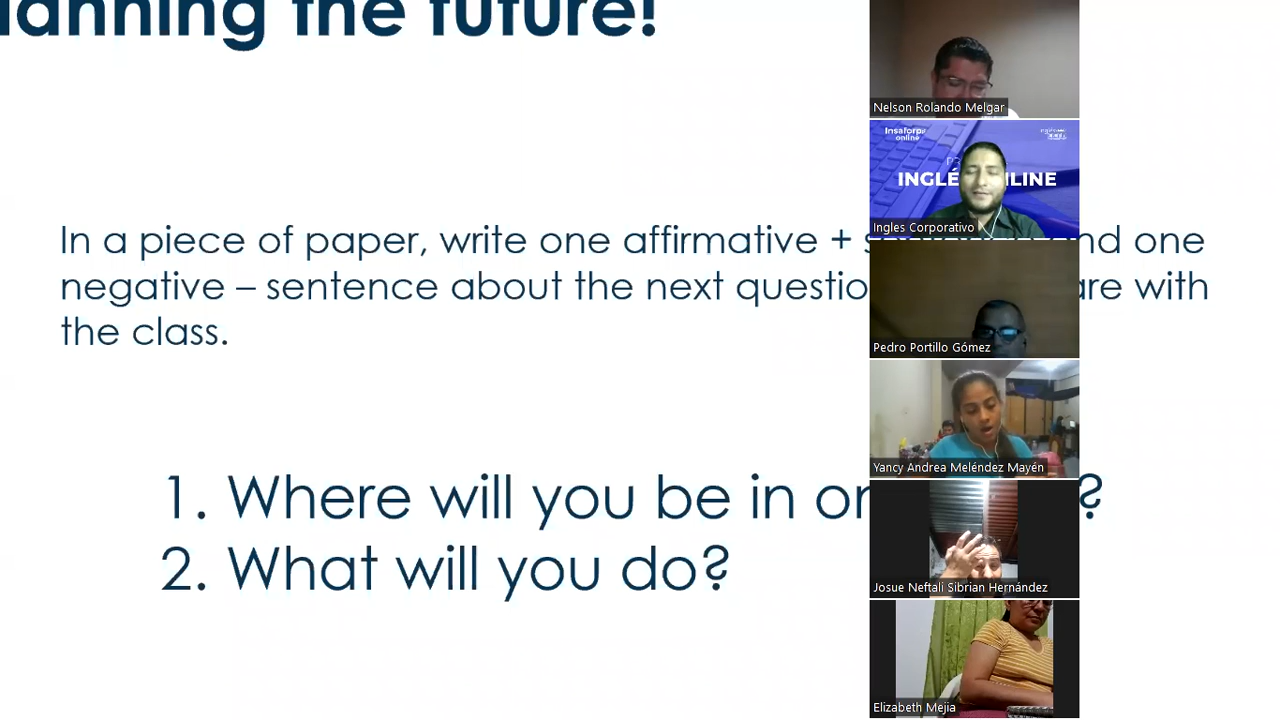 lanning the future!
In a piece of paper, write one affirmative + and one
negative – sentence about the next questio are with
the class.
1. Where will you be in on ?
2. What will you do?
Nelson Rolando Melgar
Insaforp
online
INGLÉ LINE
Ingles Corporativo
Pedro Portillo Gómez
Yancy Andrea Meléndez Mayén
Josue Neftali Sibrian Hernández
Elizabeth Mejia